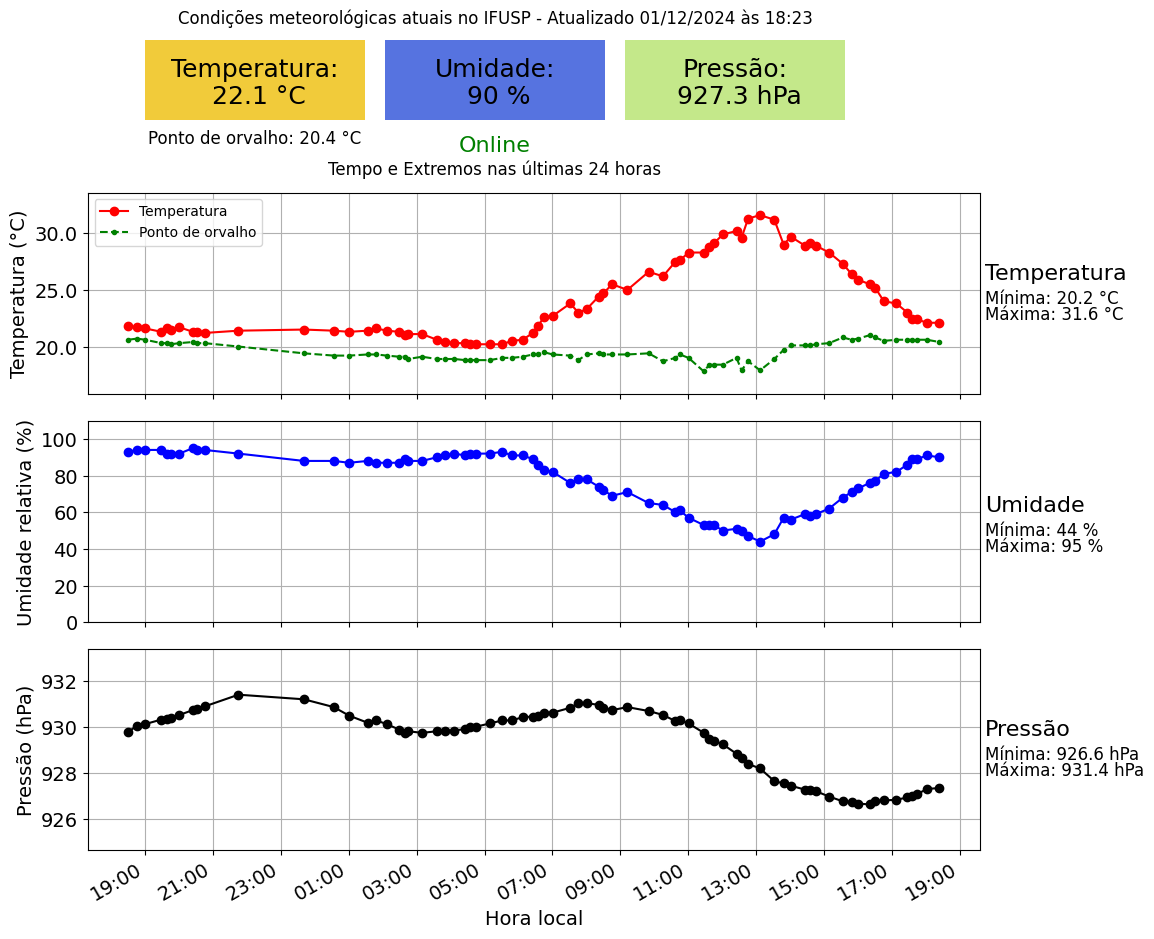 Condições meteorológicas atuais no IFUSP - Atualizado 01/12/2024 às 18:23
Temperatura:
22.1 °C
Umidade:
90 %
Pressão:
927.3 hPa
Ponto de orvalho: 20.4 °C
Online
Tempo e Extremos nas últimas 24 horas
Temperatura (°C)
30.0
25.0
20.0
Temperatura
Ponto de orvalho
Temperatura
Mínima: 20.2 °C
Máxima: 31.6 °C
Umidade relativa (%)
100
80
60
40
20
0
Umidade
Mínima: 44 %
Máxima: 95 %
Pressão (hPa)
932
930
928
926
Pressão
Mínima: 926.6 hPa
Máxima: 931.4 hPa
19:00 21:00 23:00 01:00 03:00 05:00 07:00 09:00 11:00 13:00 15:00 17:00 19:00
Hora local